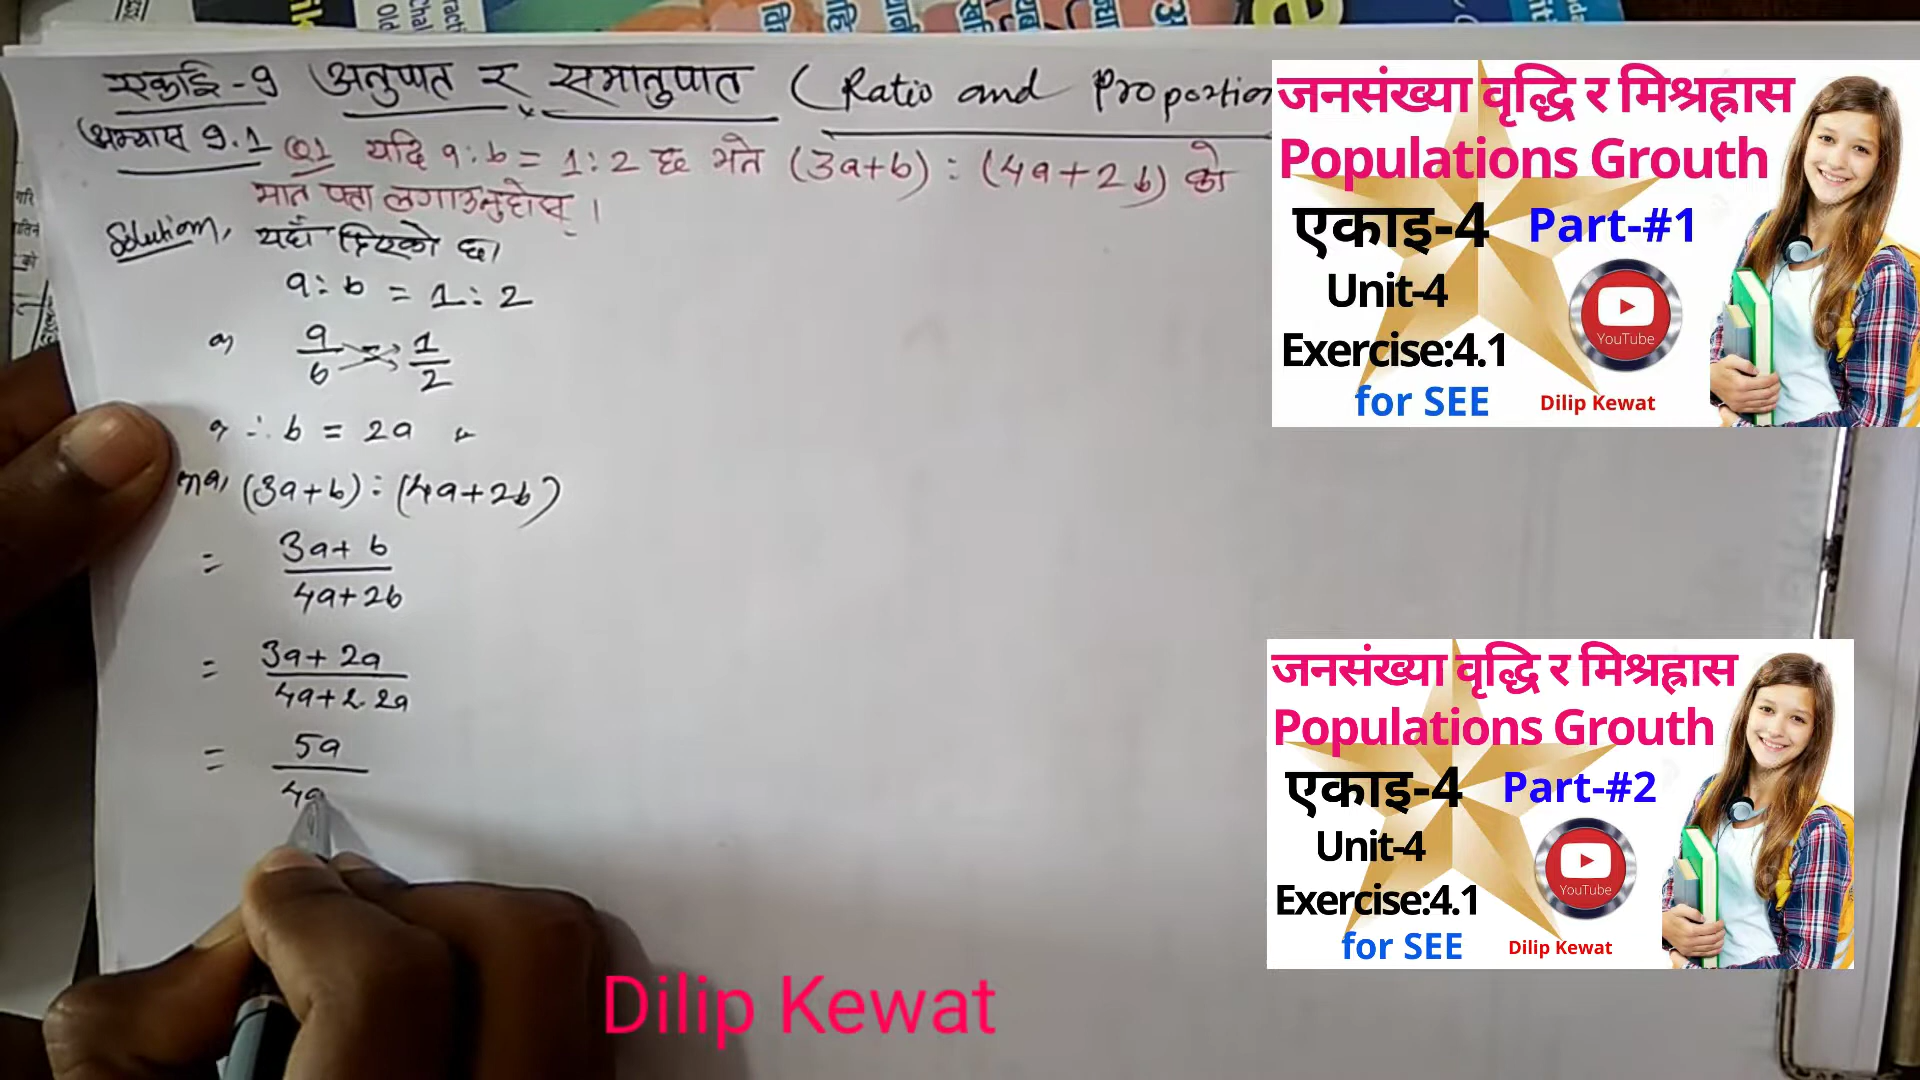 एकाई-9 अनुपात र समानुपात (Ratio and Proportion
अभ्यास 9.1 Q1 यदि a:b = 1:2 छ भने (3a+b) : (4a+2b) को
मान पत्ता लगाउनुहोस् ।
Solution, यहाँ दिएको छ।
a : b = 1 : 2
a/b = 1/2
∴ b = 2a
(3a+b) : (4a+2b)
= 3a+b / 4a+2b
= 3a+2a / 4a+2.2a
= 5a / 4a
जनसंख्या वृद्धि र मिश्रह्रास
Populations Grouth
एकाइ-4 Part-#1
Unit-4
YouTube
Exercise:4.1
for SEE Dilip Kewat
जनसंख्या वृद्धि र मिश्रह्रास
Populations Grouth
एकाइ-4 Part-#2
Unit-4
YouTube
Exercise:4.1
for SEE Dilip Kewat
Dilip Kewat